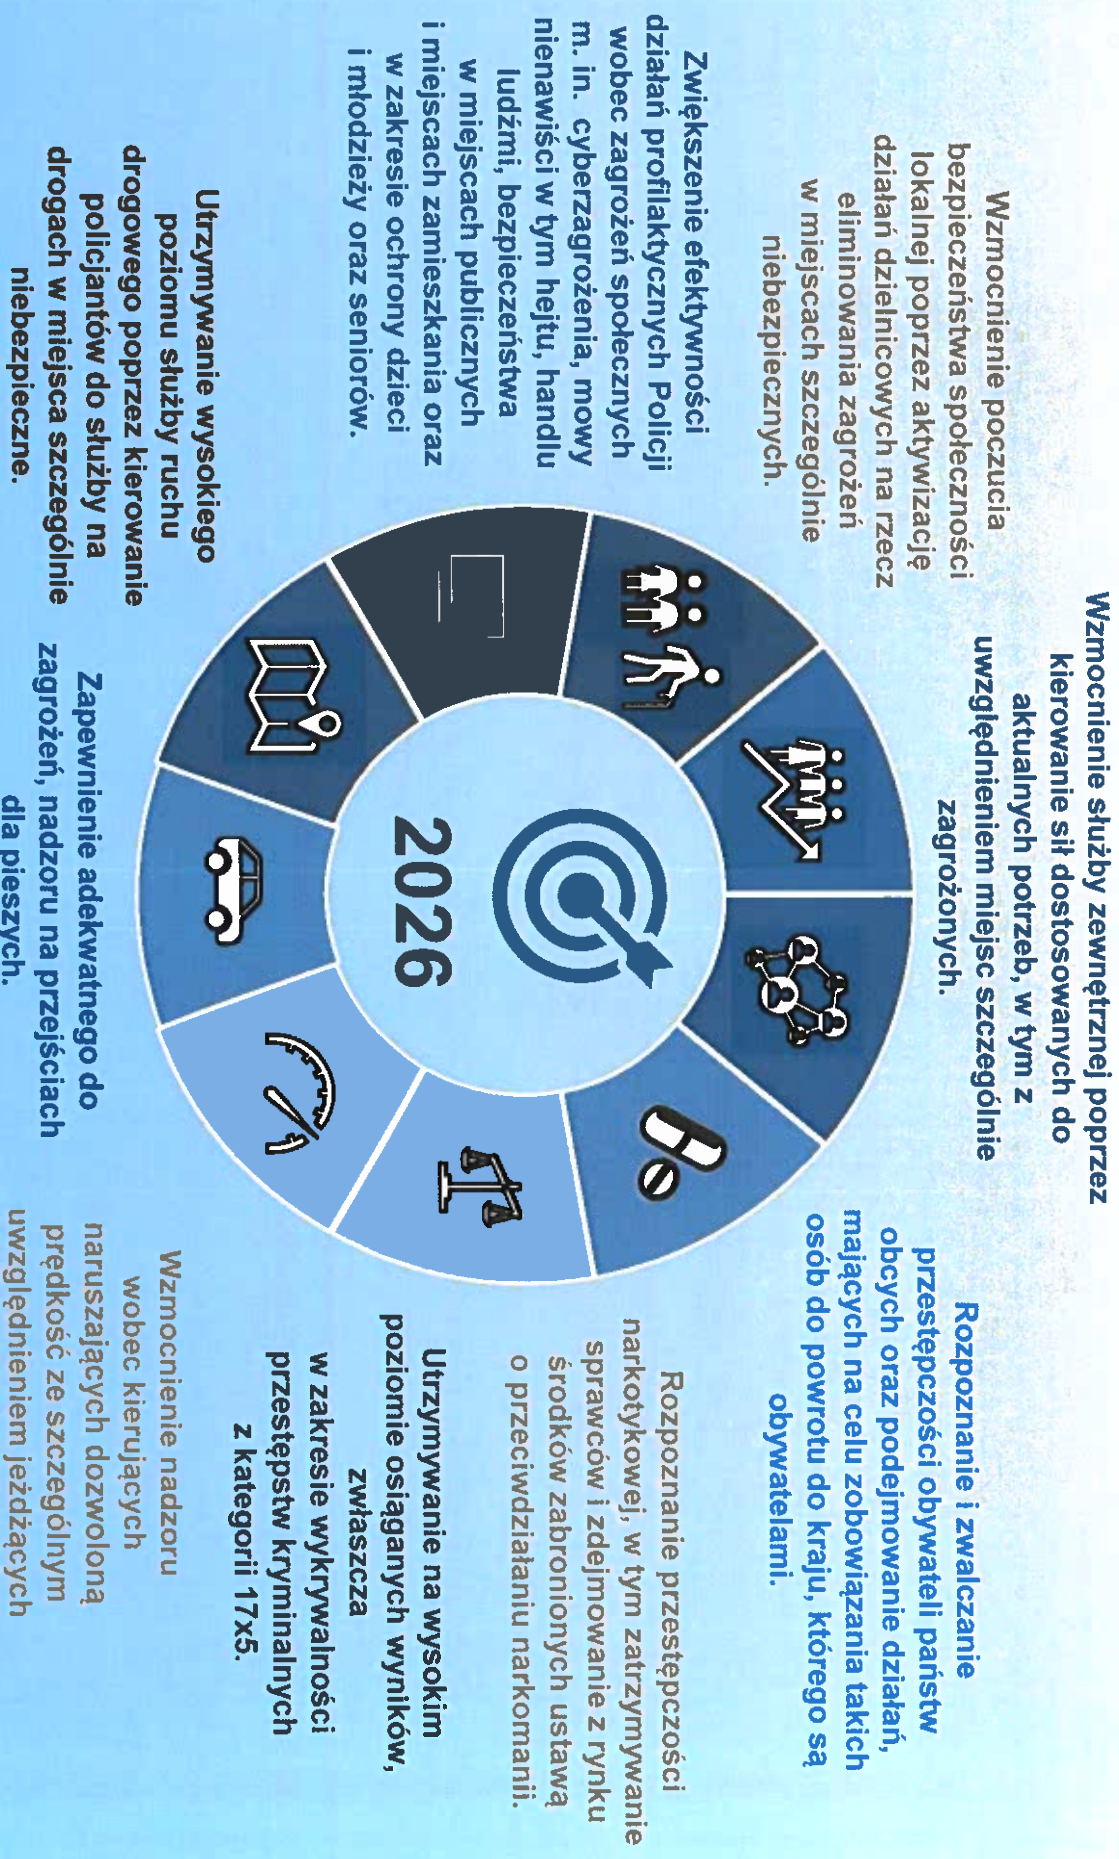 Wzmocnienie służby zewnętrznej poprzez
kierowanie sił dostosowanych do
aktualnych potrzeb, w tym z
uwzględnieniem miejsc szczególnie
zagrożonych.
Wzmocnienie poczucia
bezpieczeństwa społeczności
lokalnej poprzez aktywizację
działań dzielnicowych na rzecz
eliminowania zagrożeń
w miejscach szczególnie
niebezpiecznych.
Zwiększenie efektywności
działań profilaktycznych Policji
wobec zagrożeń społecznych
m. in. cyberzagrożenia, mowy
nienawiści w tym hejtu, handlu
ludźmi, bezpieczeństwa
w miejscach publicznych
i miejscach zamieszkania oraz
w zakresie ochrony dzieci
i młodzieży oraz seniorów.
Utrzymywanie wysokiego
poziomu służby ruchu
drogowego poprzez kierowanie
policjantów do służby na
drogach w miejsca szczególnie
niebezpieczne.
2026
Rozpoznanie i zwalczanie
przestępczości obywateli państw
obcych oraz podejmowanie działań,
mających na celu zobowiązania takich
osób do powrotu do kraju, którego są
obywatelami.
Rozpoznanie przestępczości
narkotykowej, w tym zatrzymywanie
sprawców i zdejmowanie z rynku
środków zabronionych ustawą
o przeciwdziałaniu narkomanii.
Utrzymywanie na wysokim
poziomie osiąganych wyników,
zwłaszcza
w zakresie wykrywalności
przestępstw kryminalnych
z kategorii 17x5.
Zapewnienie adekwatnego do
zagrożeń, nadzoru na przejściach
dla pieszych.
Wzmocnienie nadzoru
wobec kierujących
naruszających dozwoloną
prędkość ze szczególnym
uwzględnieniem jeżdżących